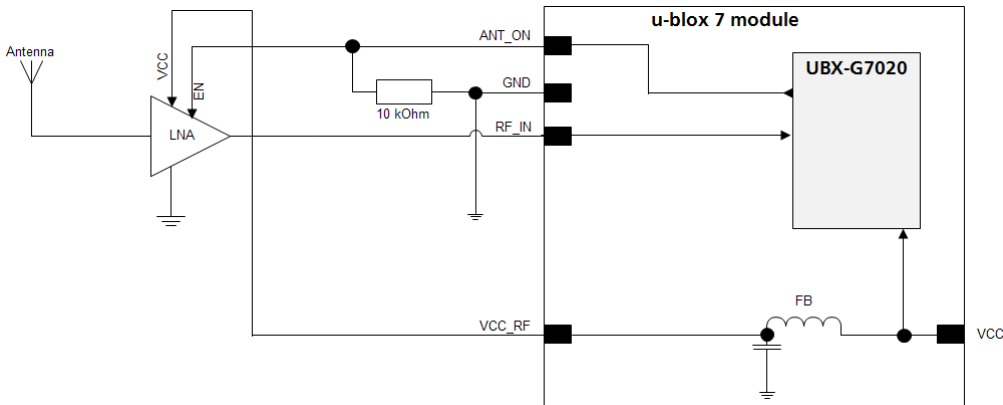 u-blox 7 module
ANT_ON
Antenna
VCC
EN
UBX-G7020
GND
10 kOhm
LNA
RF_IN
FB
VCC_RF
VCC